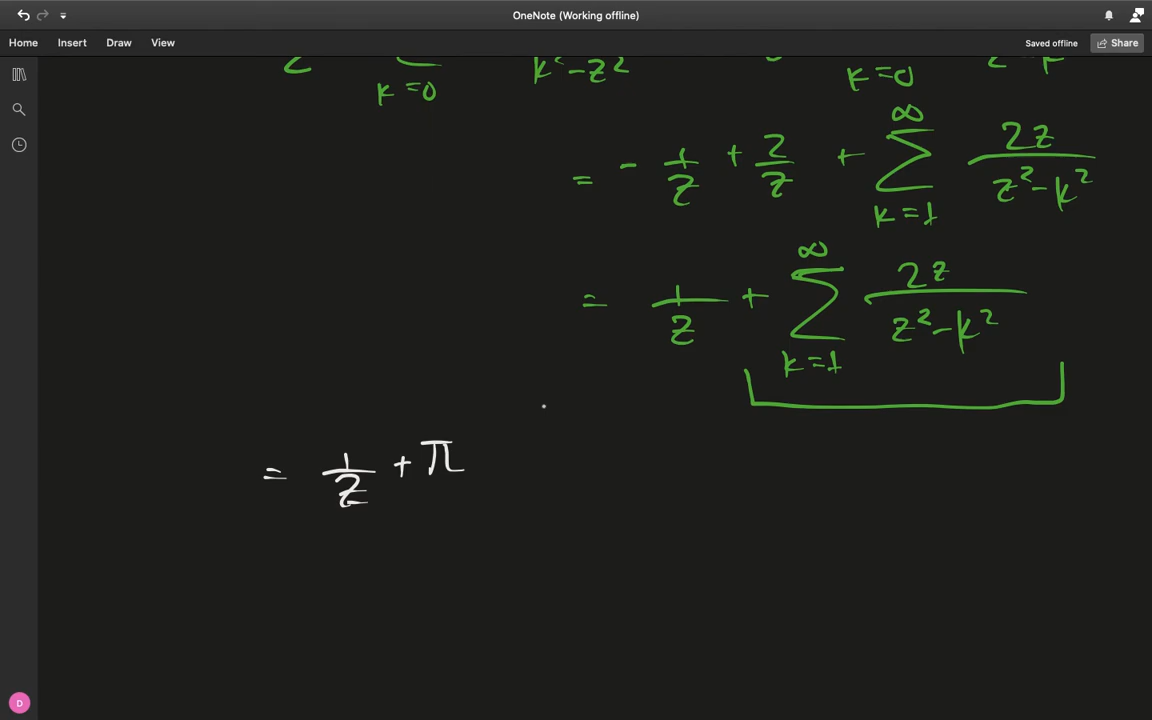 OneNote (Working offline)
Home Insert Draw View Saved offline Share
k=0 k²-z² k=0
= - 1/z + 2/z + ∑_{k=1}^{∞} 2z/(z²-k²)
= 1/z + ∑_{k=1}^{∞} 2z/(z²-k²)
= 1/z + π
D